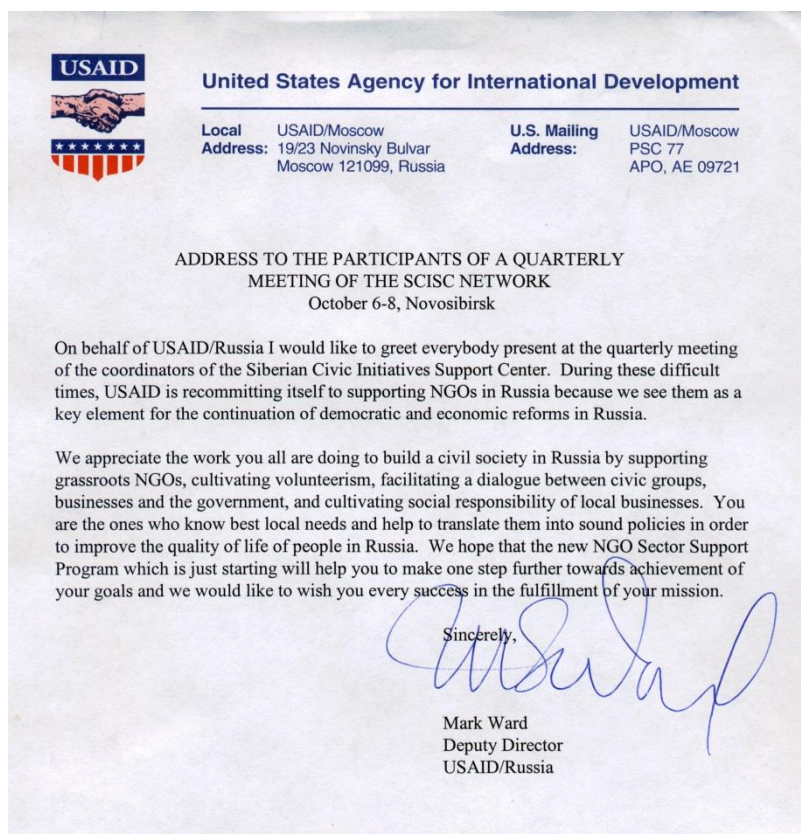 USAID
United States Agency for International Development
Local Address: USAID/Moscow
19/23 Novinsky Bulvar
Moscow 121099, Russia
U.S. Mailing Address: USAID/Moscow
PSC 77
APO, AE 09721
ADDRESS TO THE PARTICIPANTS OF A QUARTERLY
MEETING OF THE SCISC NETWORK
October 6-8, Novosibirsk
On behalf of USAID/Russia I would like to greet everybody present at the quarterly meeting
of the coordinators of the Siberian Civic Initiatives Support Center. During these difficult
times, USAID is recommitting itself to supporting NGOs in Russia because we see them as a
key element for the continuation of democratic and economic reforms in Russia.
We appreciate the work you all are doing to build a civil society in Russia by supporting
grassroots NGOs, cultivating volunteerism, facilitating a dialogue between civic groups,
businesses and the government, and cultivating social responsibility of local businesses. You
are the ones who know best local needs and help to translate them into sound policies in order
to improve the quality of life of people in Russia. We hope that the new NGO Sector Support
Program which is just starting will help you to make one step further towards achievement of
your goals and we would like to wish you every success in the fulfillment of your mission.
Sincerely,
Mark Ward
Deputy Director
USAID/Russia